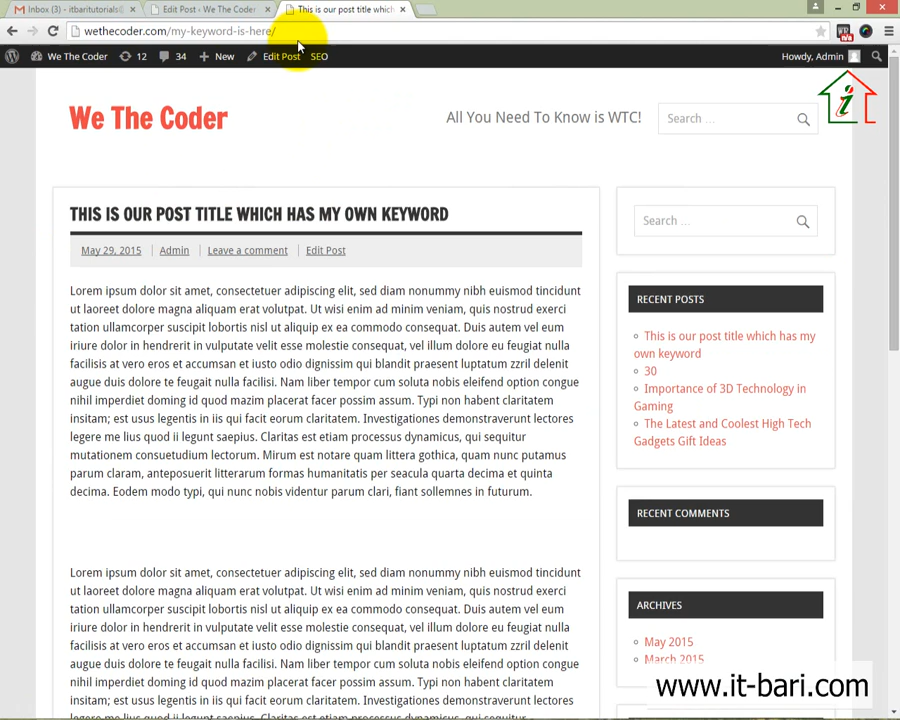 Inbox (3) - itbaritutorials@
Edit Post ‹ We The Coder
This is our post title which
wethecoder.com/my-keyword-is-here/
We The Coder
12
34
New
Edit Post
SEO
Howdy, Admin
We The Coder
All You Need To Know is WTC!
Search …
i
THIS IS OUR POST TITLE WHICH HAS MY OWN KEYWORD
May 29, 2015
Admin
Leave a comment
Edit Post
Lorem ipsum dolor sit amet, consectetuer adipiscing elit, sed diam nonummy nibh euismod tincidunt
ut laoreet dolore magna aliquam erat volutpat. Ut wisi enim ad minim veniam, quis nostrud exerci
tation ullamcorper suscipit lobortis nisl ut aliquip ex ea commodo consequat. Duis autem vel eum
iriure dolor in hendrerit in vulputate velit esse molestie consequat, vel illum dolore eu feugiat nulla
facilisis at vero eros et accumsan et iusto odio dignissim qui blandit praesent luptatum zzril delenit
augue duis dolore te feugait nulla facilisi. Nam liber tempor cum soluta nobis eleifend option congue
nihil imperdiet doming id quod mazim placerat facer possim assum. Typi non habent claritatem
insitam; est usus legentis in iis qui facit eorum claritatem. Investigationes demonstraverunt lectores
legere me lius quod ii legunt saepius. Claritas est etiam processus dynamicus, qui sequitur
mutationem consuetudium lectorum. Mirum est notare quam littera gothica, quam nunc putamus
parum claram, anteposuerit litterarum formas humanitatis per seacula quarta decima et quinta
decima. Eodem modo typi, qui nunc nobis videntur parum clari, fiant sollemnes in futurum.
Lorem ipsum dolor sit amet, consectetuer adipiscing elit, sed diam nonummy nibh euismod tincidunt
ut laoreet dolore magna aliquam erat volutpat. Ut wisi enim ad minim veniam, quis nostrud exerci
tation ullamcorper suscipit lobortis nisl ut aliquip ex ea commodo consequat. Duis autem vel eum
iriure dolor in hendrerit in vulputate velit esse molestie consequat, vel illum dolore eu feugiat nulla
facilisis at vero eros et accumsan et iusto odio dignissim qui blandit praesent luptatum zzril delenit
augue duis dolore te feugait nulla facilisi. Nam liber tempor cum soluta nobis eleifend option congue
nihil imperdiet doming id quod mazim placerat facer possim assum. Typi non habent claritatem
insitam; est usus legentis in iis qui facit eorum claritatem. Investigationes demonstraverunt lectores
Search …
RECENT POSTS
This is our post title which has my
own keyword
30
Importance of 3D Technology in
Gaming
The Latest and Coolest High Tech
Gadgets Gift Ideas
RECENT COMMENTS
ARCHIVES
May 2015
March 2015
www.it-bari.com